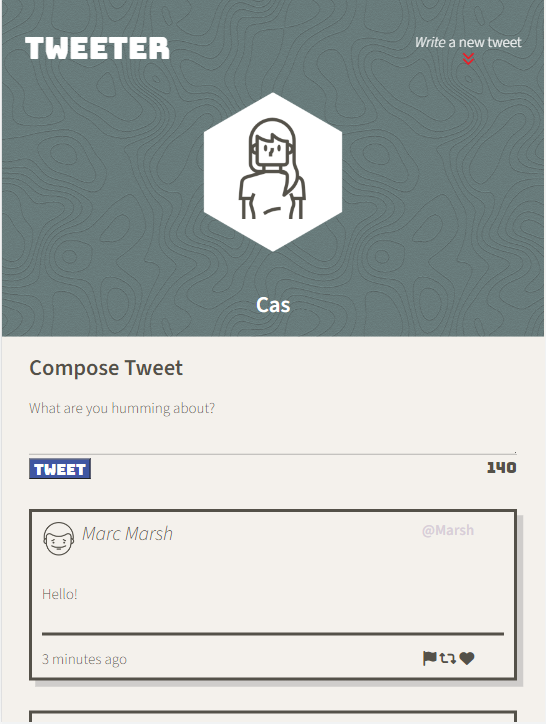 TWEETER
Write a new tweet
Cas
Compose Tweet
What are you humming about?
TWEET 140
Marc Marsh @Marsh
Hello!
3 minutes ago